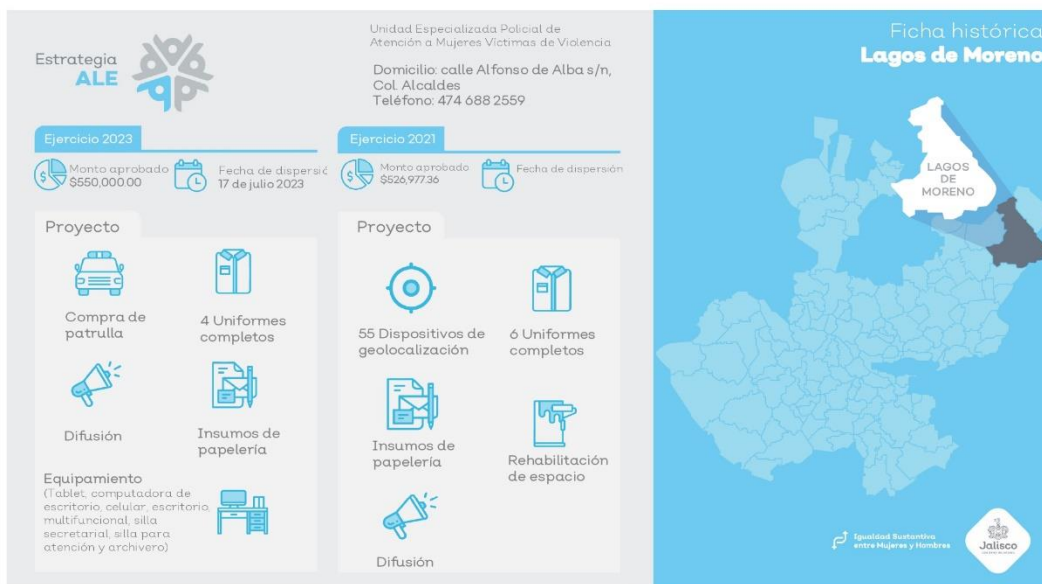 Estrategia
ALE
Unidad Especializada Policial de
Atención a Mujeres Víctimas de Violencia
Domicilio: calle Alfonso de Alba s/n,
Col. Alcaldes
Teléfono: 474 688 2559
Ejercicio 2023
Monto aprobado
$550,000.00
Fecha de dispersió
17 de julio 2023
Proyecto
Compra de
patrulla
4 Uniformes
completos
Difusión
Insumos de
papelería
Equipamiento
(Tablet, computadora de
escritorio, celular, escritorio,
multifuncional, silla
secretarial, silla para
atención y archivero)
Ejercicio 2021
Monto aprobado
$526,977.36
Fecha de dispersión
Proyecto
55 Dispositivos de
geolocalización
6 Uniformes
completos
Insumos de
papelería
Rehabilitación
de espacio
Difusión
Ficha histórica
Lagos de Moreno
LAGOS
DE
MORENO
Igualdad Sustantiva
entre Mujeres y Hombres
Jalisco